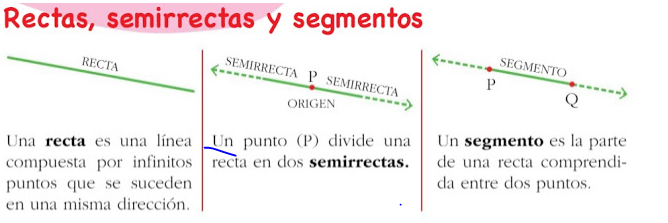 Rectas, semirrectas y segmentos
RECTA
Una recta es una línea
compuesta por infinitos
puntos que se suceden
en una misma dirección.
SEMIRRECTA P SEMIRRECTA
ORIGEN
Un punto (P) divide una
recta en dos semirrectas.
SEGMENTO
P
Q
Un segmento es la parte
de una recta comprendi-
da entre dos puntos.